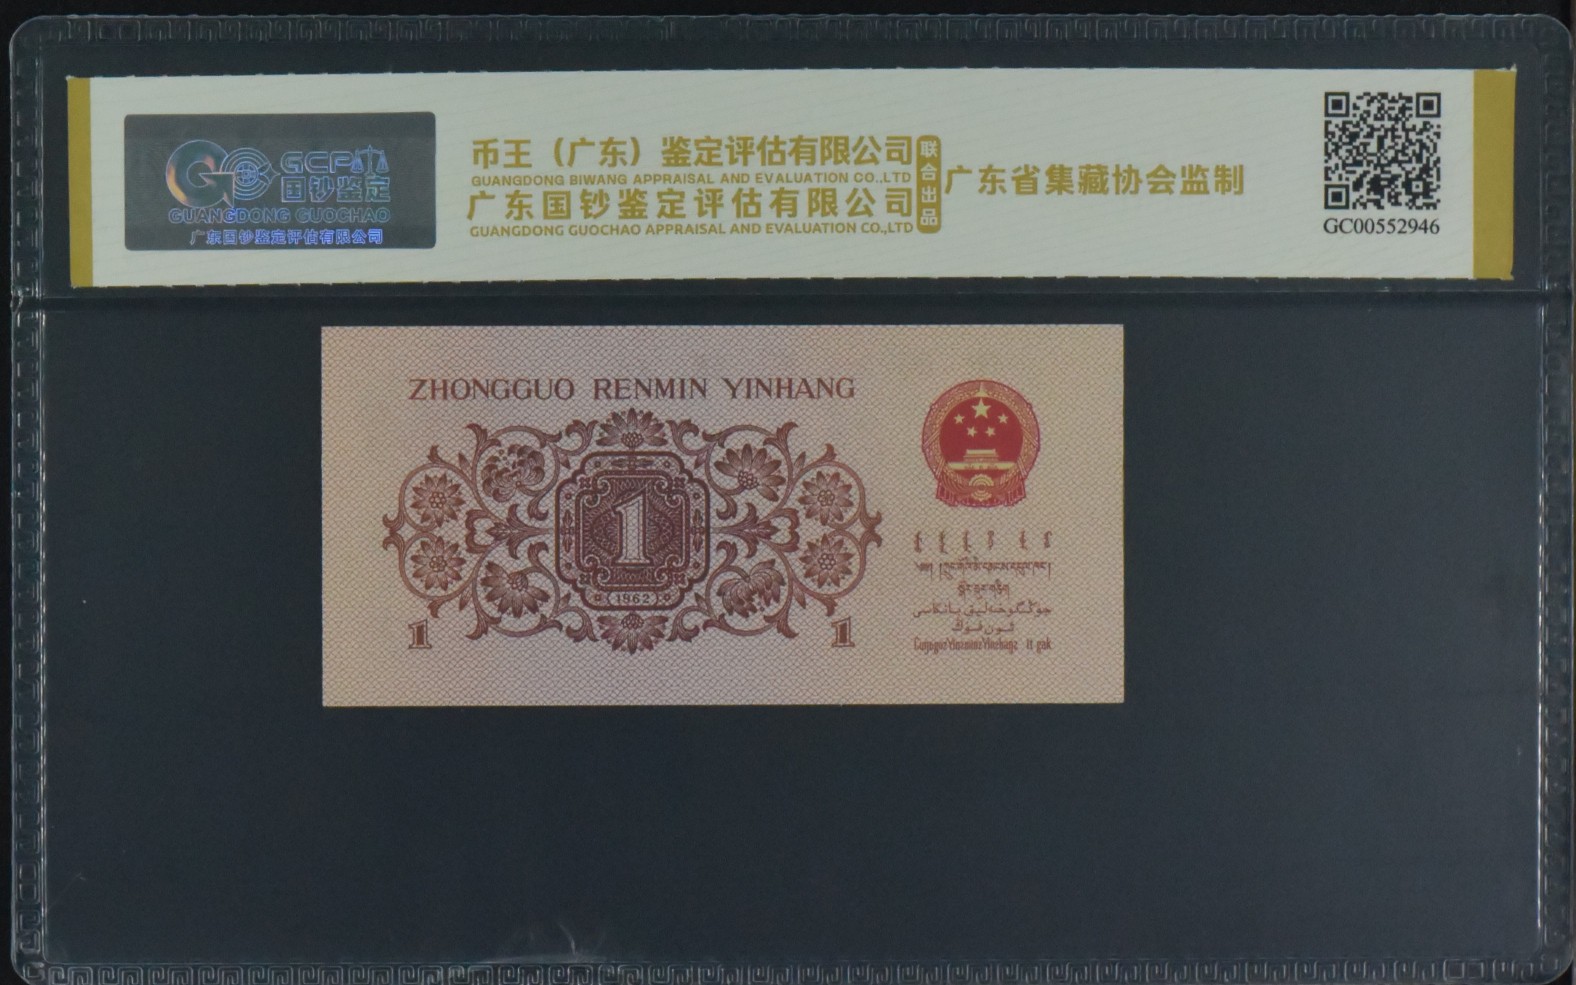 GCP
国钞鉴定
GUANGDONG GUOCHAO
广东国钞鉴定评估有限公司
币王（广东）鉴定评估有限公司
GUANGDONG BIWANG APPRAISAL AND EVALUATION CO.,LTD
广东国钞鉴定评估有限公司
GUANGDONG GUOCHAO APPRAISAL AND EVALUATION CO.,LTD
联合出品
广东省集藏协会监制
GC00552946
ZHONGGUO RENMIN YINHANG
1
(1962)
1
1